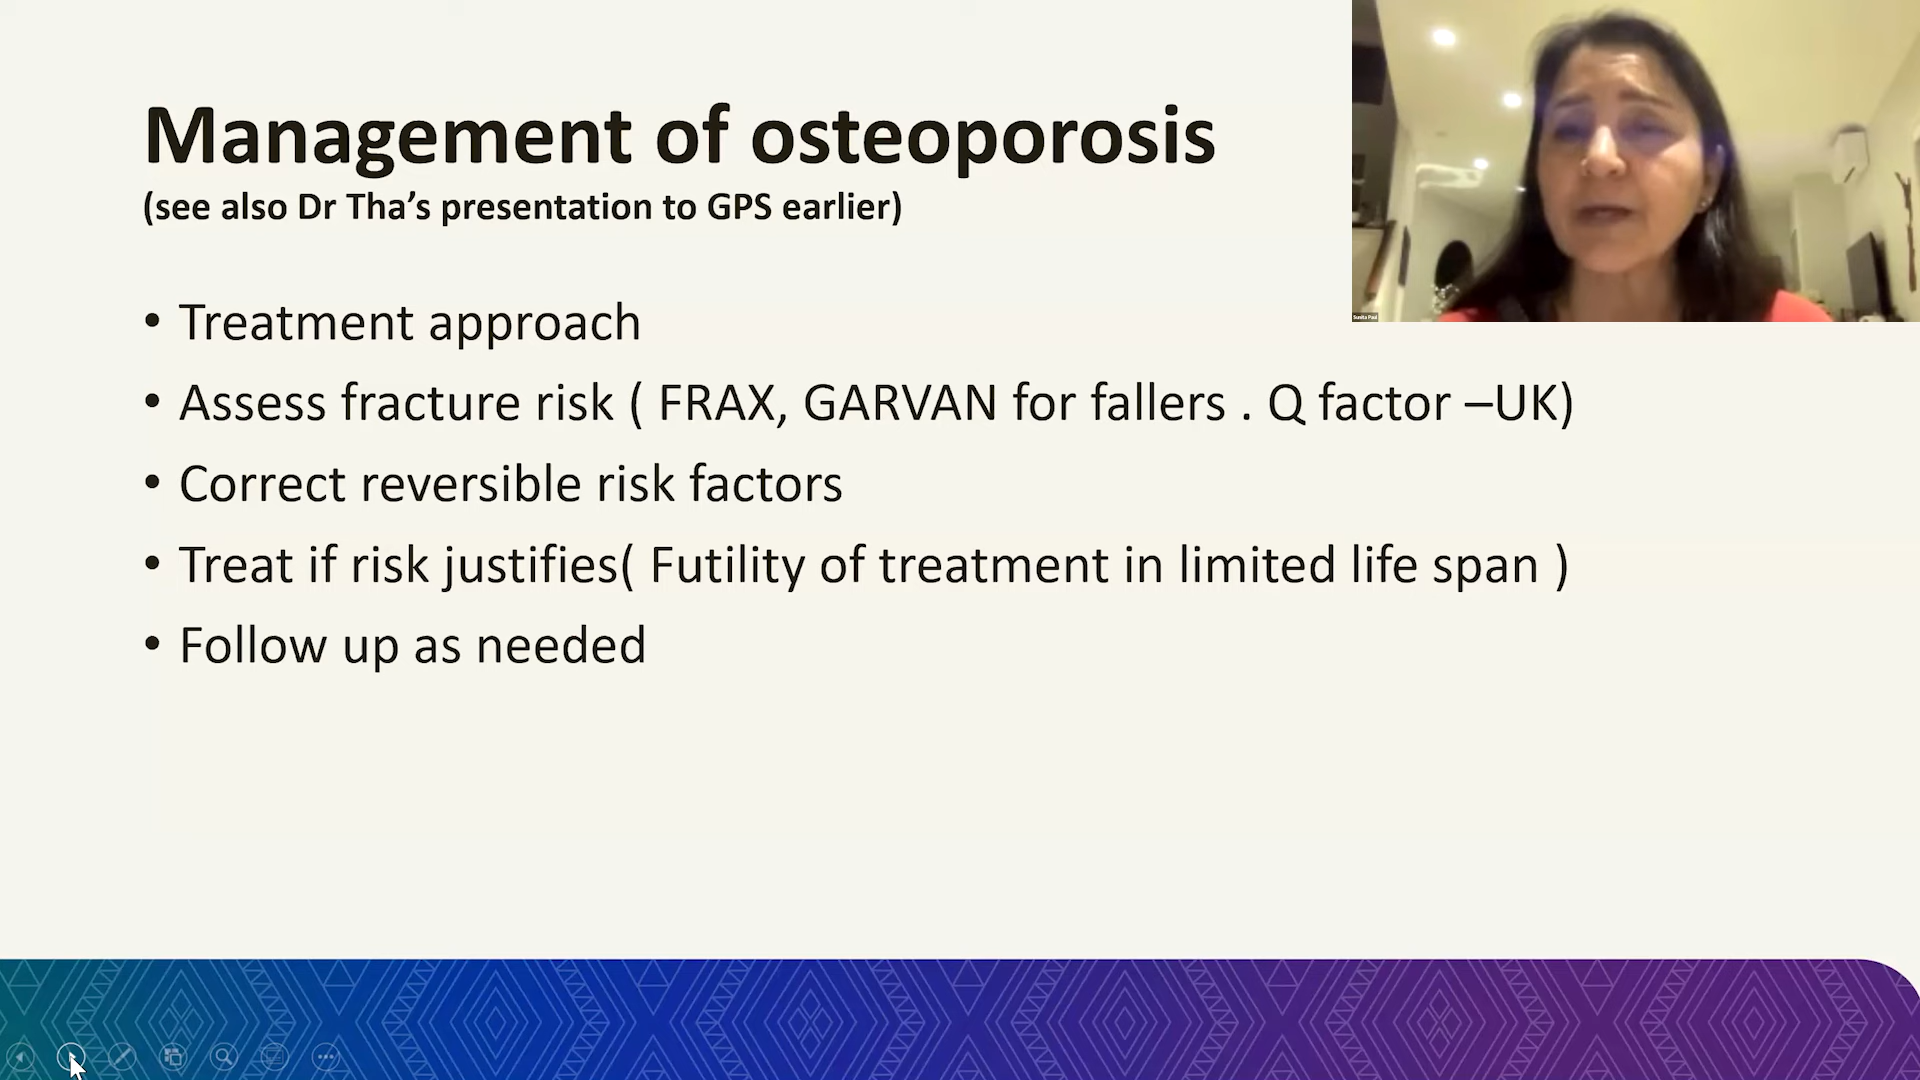 Management of osteoporosis
(see also Dr Tha’s presentation to GPS earlier)
• Treatment approach
• Assess fracture risk ( FRAX, GARVAN for fallers . Q factor –UK)
• Correct reversible risk factors
• Treat if risk justifies( Futility of treatment in limited life span )
• Follow up as needed
Sunita Paul